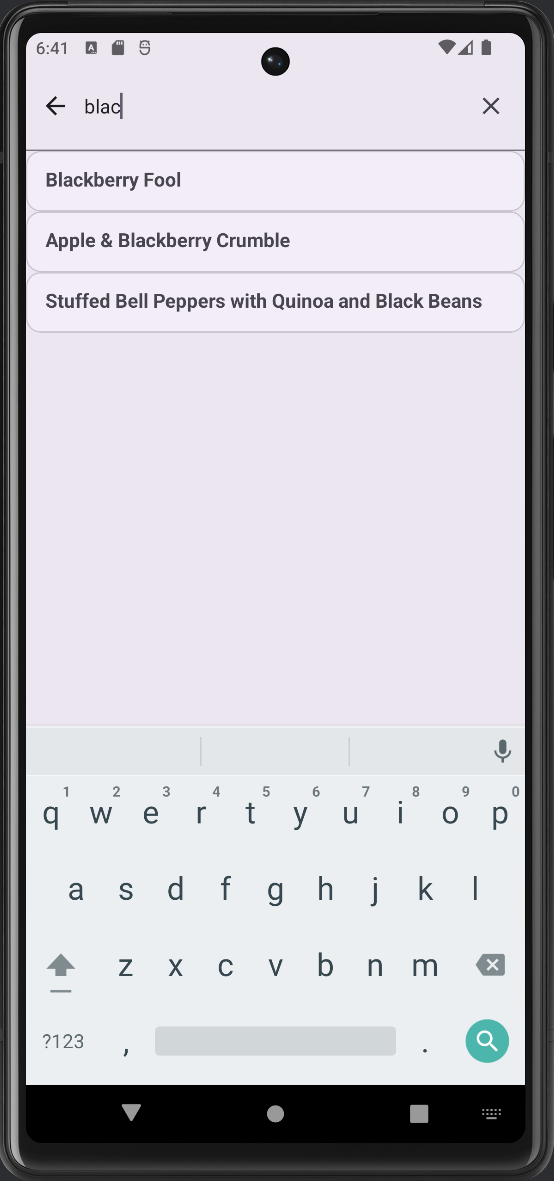 6:41
blac
Blackberry Fool
Apple & Blackberry Crumble
Stuffed Bell Peppers with Quinoa and Black Beans
1 2 3 4 5 6 7 8 9 0
q w e r t y u i o p
a s d f g h j k l
z x c v b n m
?123 , .